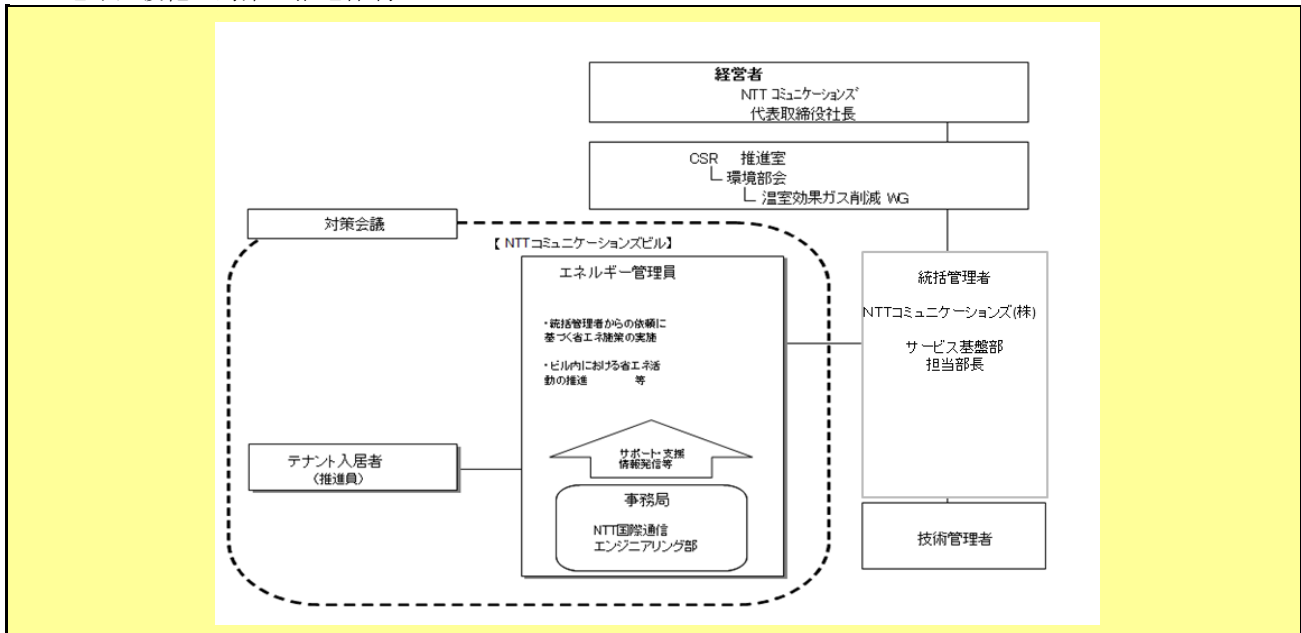 経営者
NTT ｺﾐｭﾆｹｰｼｮﾝｽﾞ
代表取締役社長
CSR 推進室
環境部会
温室効果ガス削減 WG
対策会議
【 NTTコミュニケーションズビル】
エネルギー管理員
・統括管理者からの依頼に
基づく省エネ施策の実施
・ビル内における省エネ活
動の推進 等
統括管理者
NTTコミュニケーションズ(株)
サービス基盤部
担当部長
テナント入居者
（推進員）
サポート・支援
情報発信等
事務局
NTT国際通信
エンジニアリング部
技術管理者